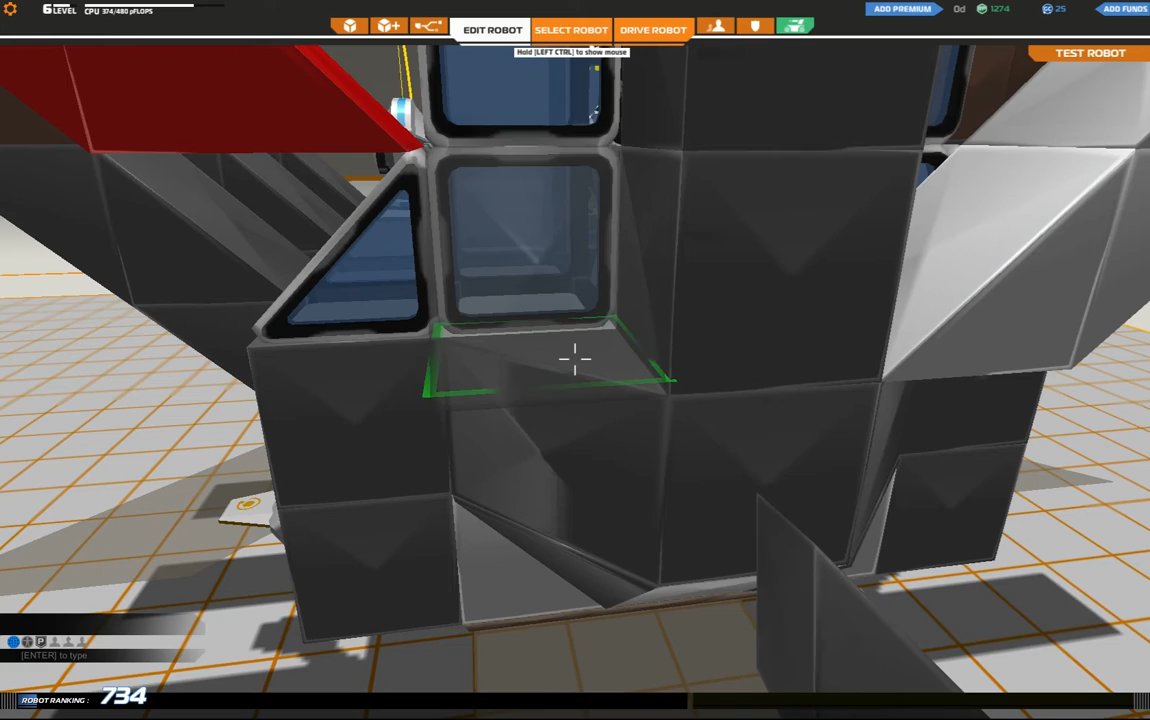 6 LEVEL CPU 374/480 pFLOPS
EDIT ROBOT SELECT ROBOT DRIVE ROBOT
ADD PREMIUM 0d 1274 25 ADD FUNDS
Hold [LEFT CTRL] to show mouse
TEST ROBOT
P
[ENTER] to type
ROBOT RANKING : 734